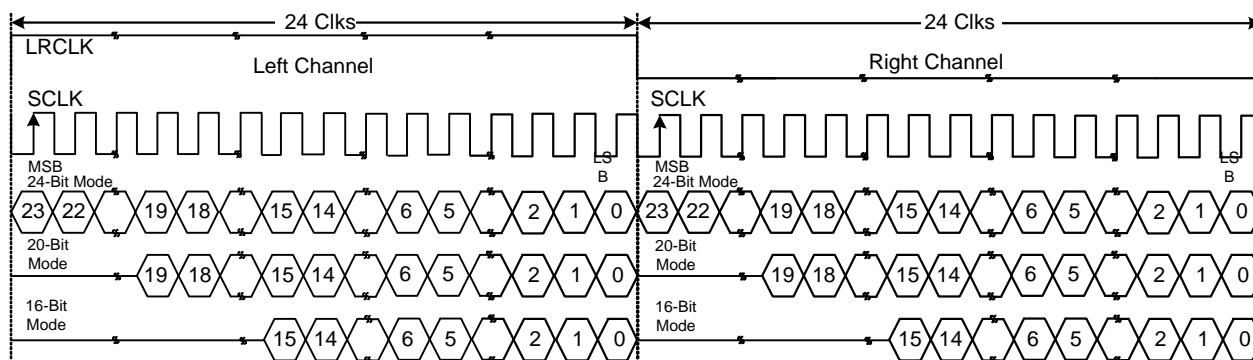 24 Clks 24 Clks
LRCLK
Left Channel Right Channel
SCLK SCLK
MSB LS MSB LS
24-Bit Mode B 24-Bit Mode B
23 22 19 18 15 14 6 5 2 1 0 23 22 19 18 15 14 6 5 2 1 0
20-Bit 20-Bit
Mode 19 18 15 14 6 5 2 1 0 Mode 19 18 15 14 6 5 2 1 0
16-Bit 16-Bit
Mode 15 14 6 5 2 1 0 Mode 15 14 6 5 2 1 0